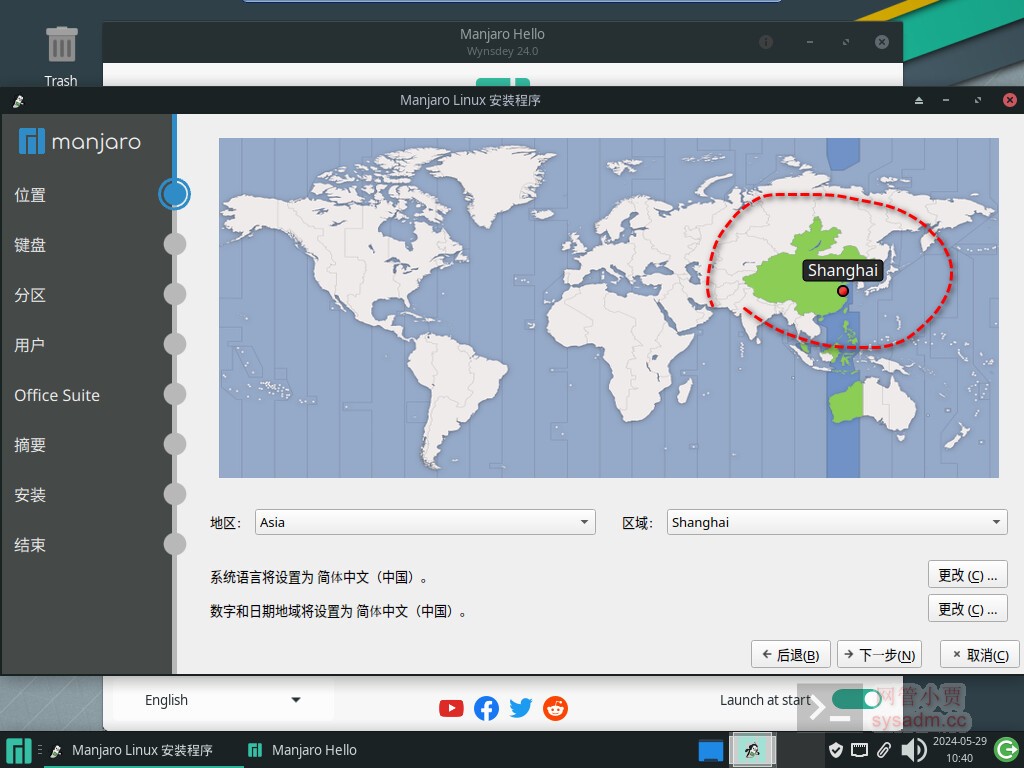 Manjaro Hello
Wynsdey 24.0
Trash
Manjaro Linux 安装程序
manjaro
位置
键盘
分区
用户
Office Suite
摘要
安装
结束
Shanghai
地区：
Asia
区域：
Shanghai
系统语言将设置为 简体中文（中国）。
更改 (C) ...
数字和日期地域将设置为 简体中文（中国）。
更改 (C) ...
后退(B)
下一步(N)
取消(C)
English
Launch at start
网管小贾
sysadm.cc
Manjaro Linux 安装程序
Manjaro Hello
2024-05-29
10:40